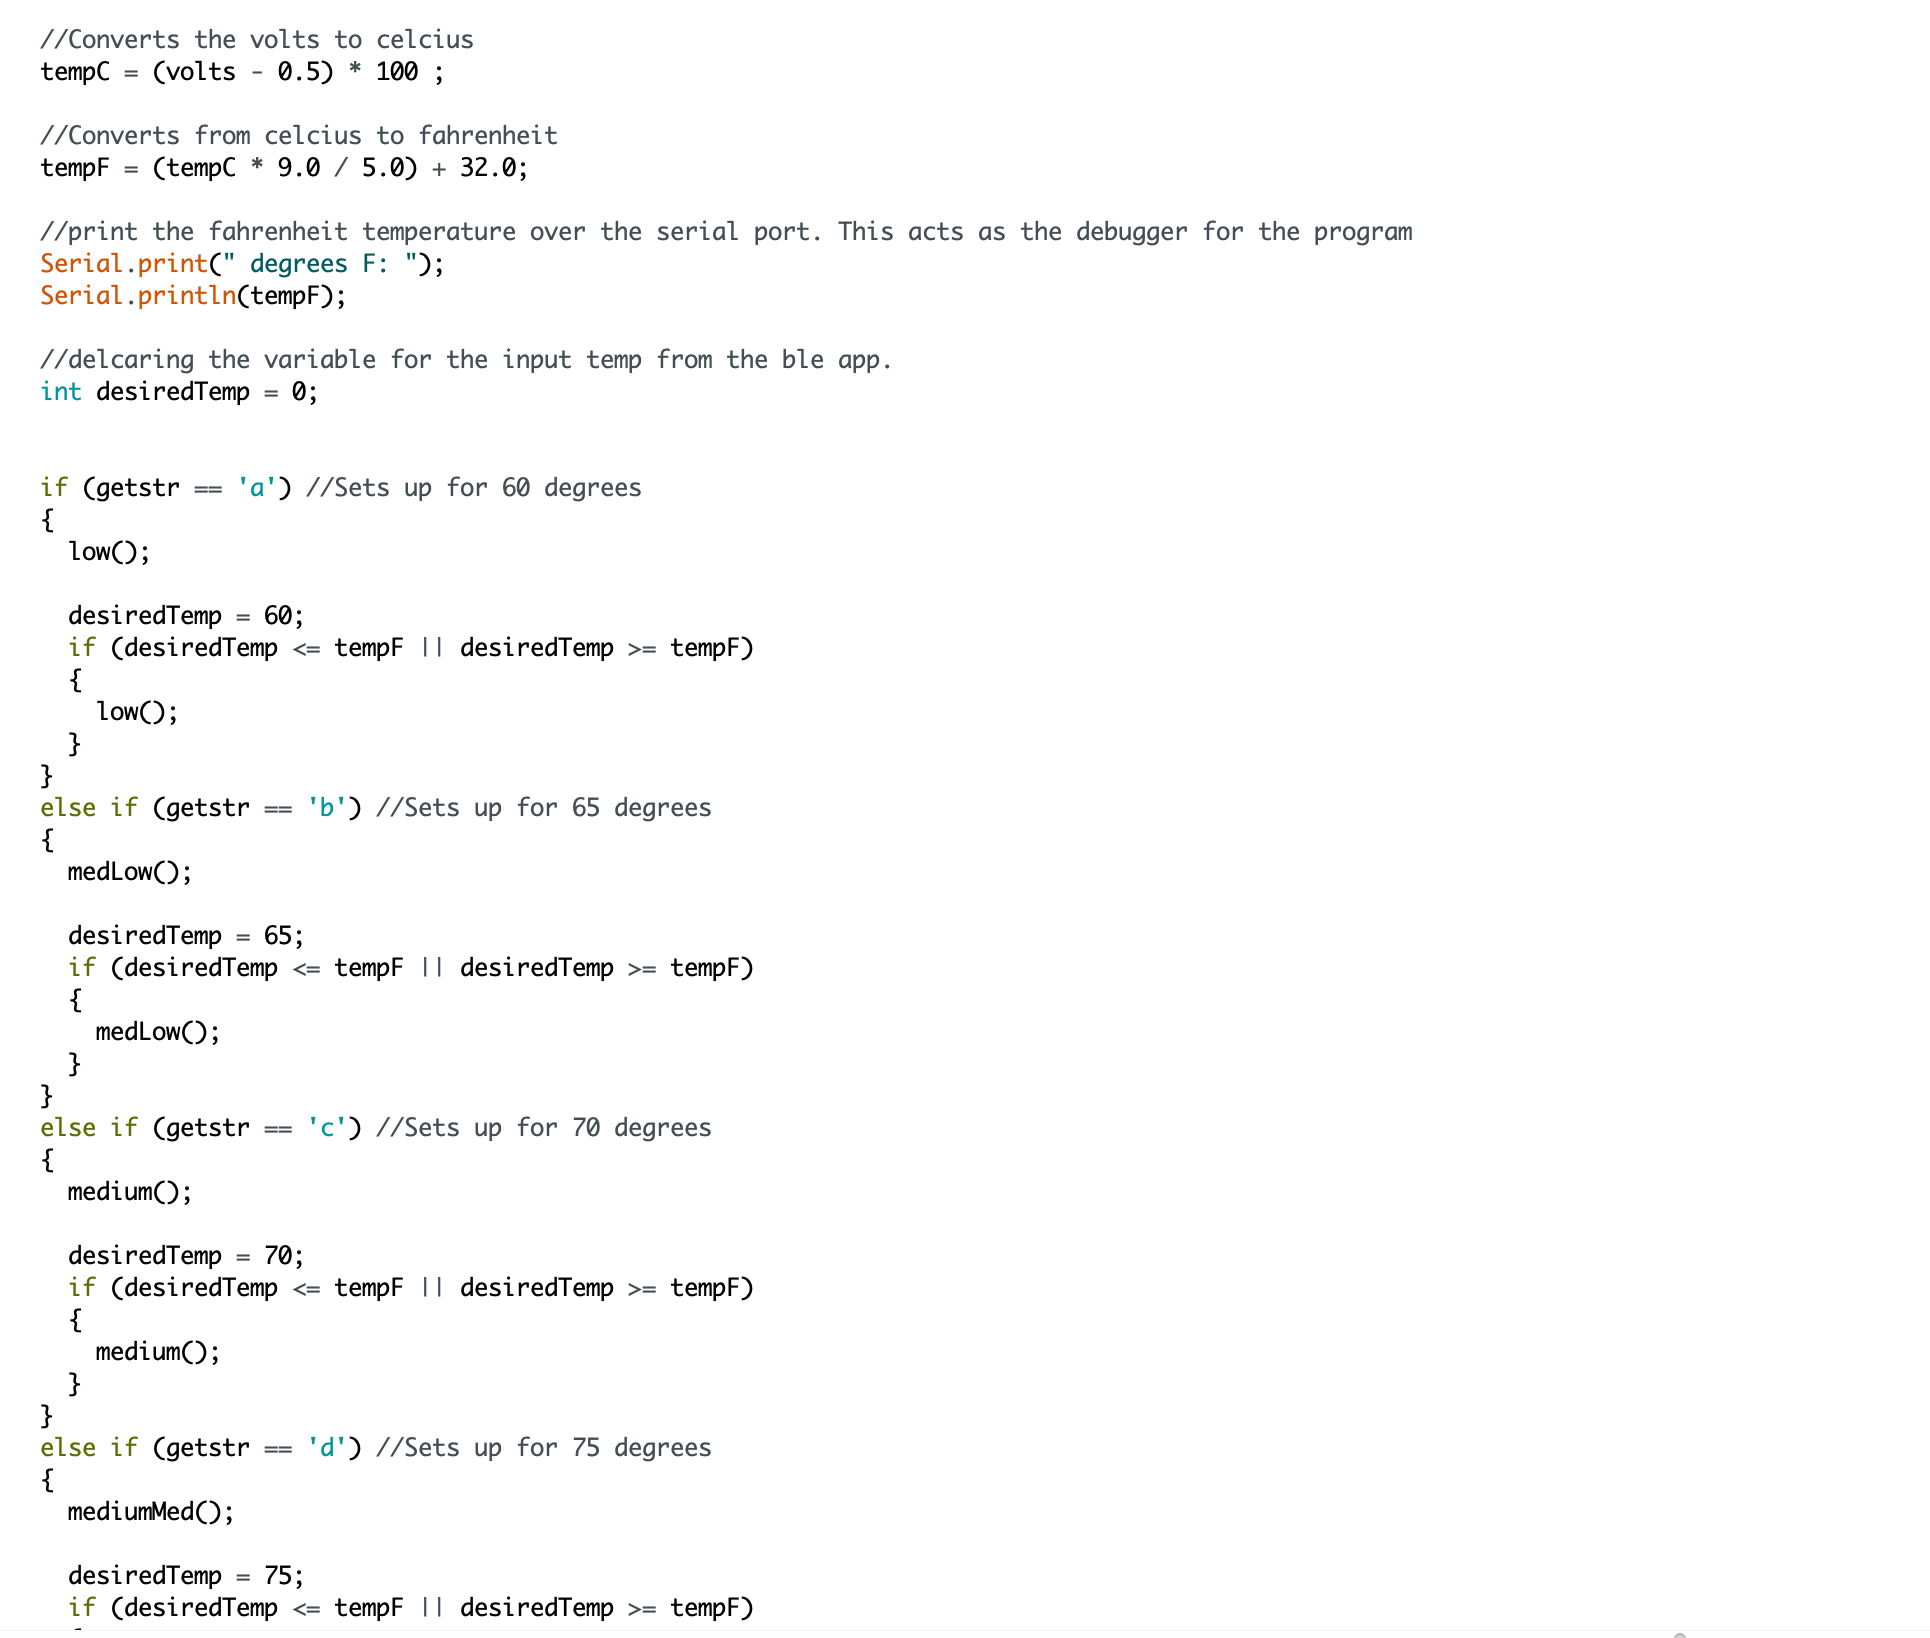 //Converts the volts to celcius
tempC = (volts - 0.5) * 100 ;
//Converts from celcius to fahrenheit
tempF = (tempC * 9.0 / 5.0) + 32.0;
//print the fahrenheit temperature over the serial port. This acts as the debugger for the program
Serial.print(" degrees F: ");
Serial.println(tempF);
//delcaring the variable for the input temp from the ble app.
int desiredTemp = 0;
if (getstr == 'a') //Sets up for 60 degrees
{
low();
desiredTemp = 60;
if (desiredTemp <= tempF || desiredTemp >= tempF)
{
low();
}
}
else if (getstr == 'b') //Sets up for 65 degrees
{
medLow();
desiredTemp = 65;
if (desiredTemp <= tempF || desiredTemp >= tempF)
{
medLow();
}
}
else if (getstr == 'c') //Sets up for 70 degrees
{
medium();
desiredTemp = 70;
if (desiredTemp <= tempF || desiredTemp >= tempF)
{
medium();
}
}
else if (getstr == 'd') //Sets up for 75 degrees
{
mediumMed();
desiredTemp = 75;
if (desiredTemp <= tempF || desiredTemp >= tempF)